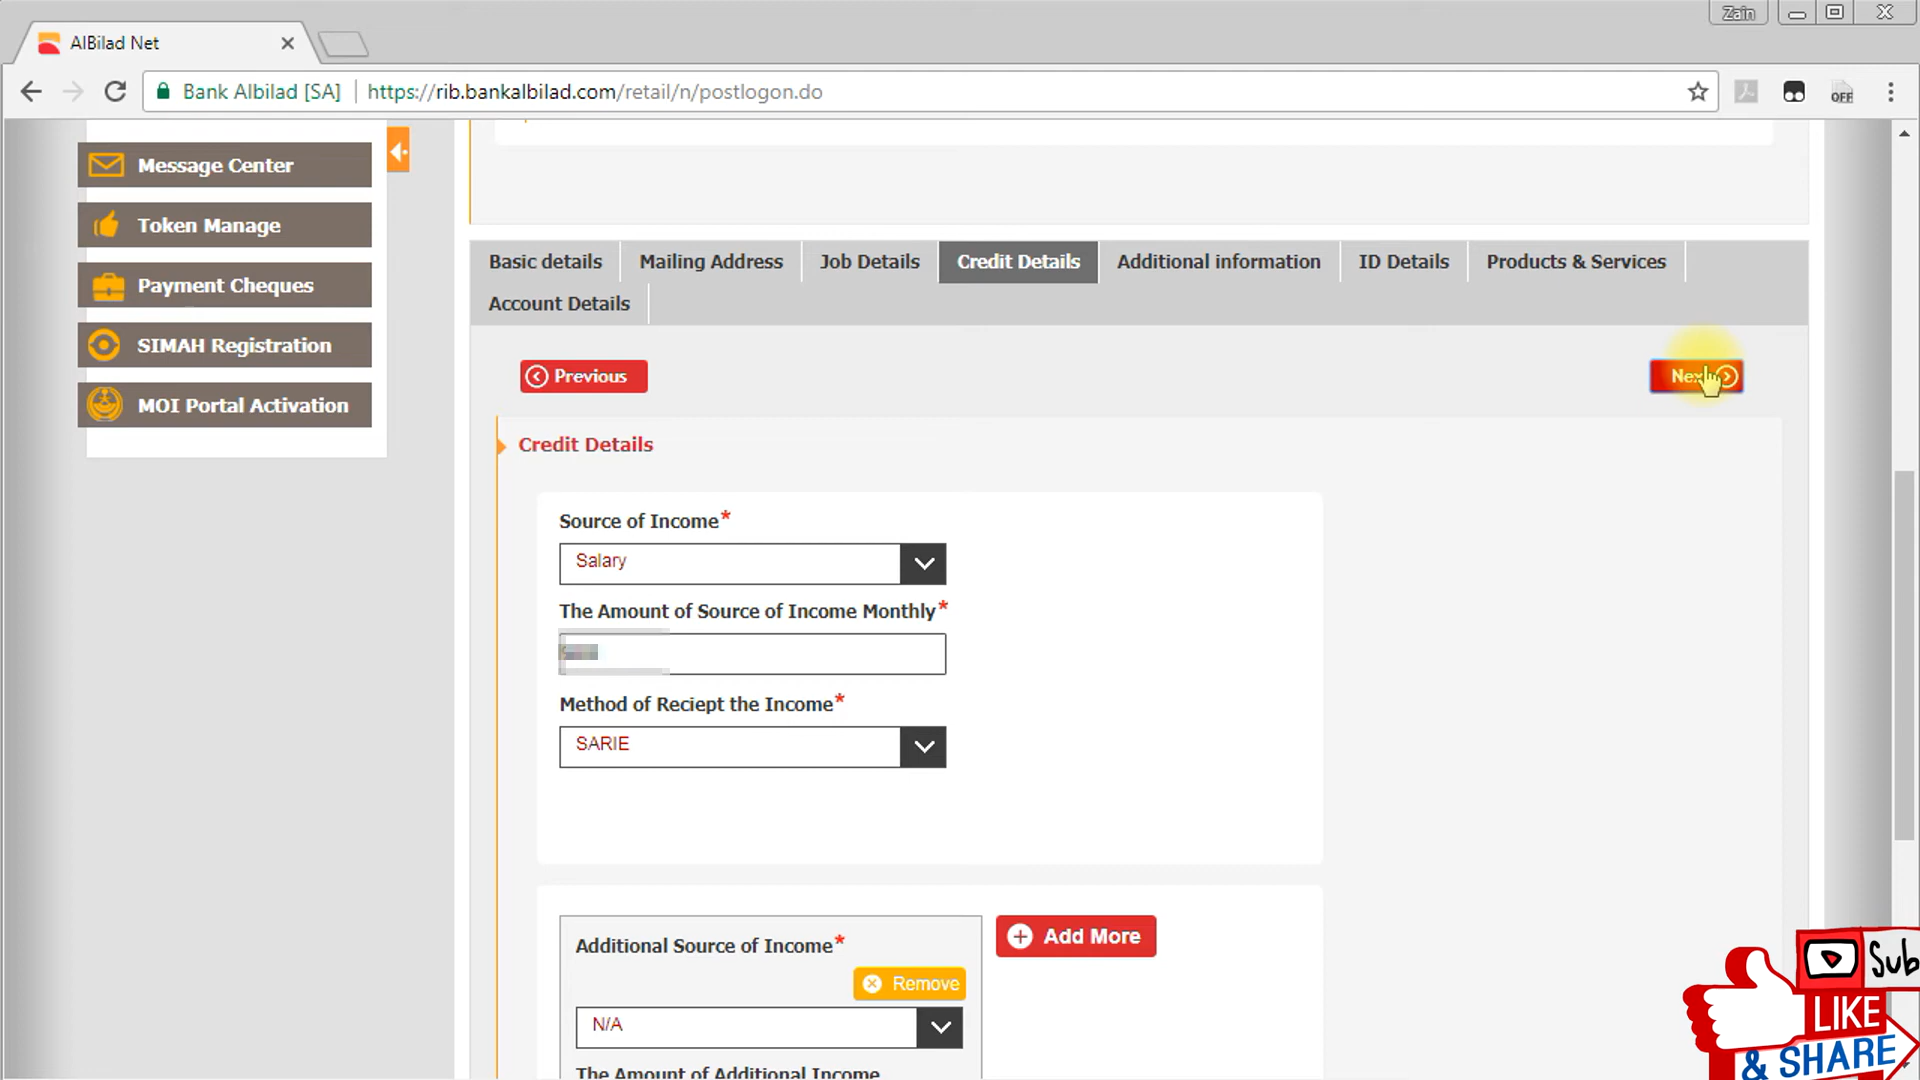 Zain
AlBilad Net
Bank Albilad [SA]
https://rib.bankalbilad.com/retail/n/postlogon.do
OFF
Message Center
Token Manage
Payment Cheques
SIMAH Registration
MOI Portal Activation
Basic details
Mailing Address
Job Details
Credit Details
Additional information
ID Details
Products & Services
Account Details
Previous
Next
Credit Details
Source of Income*
Salary
The Amount of Source of Income Monthly*
Method of Reciept the Income*
SARIE
Additional Source of Income*
Remove
Add More
N/A
The Amount of Additional Income
Sub
LIKE
& SHARE